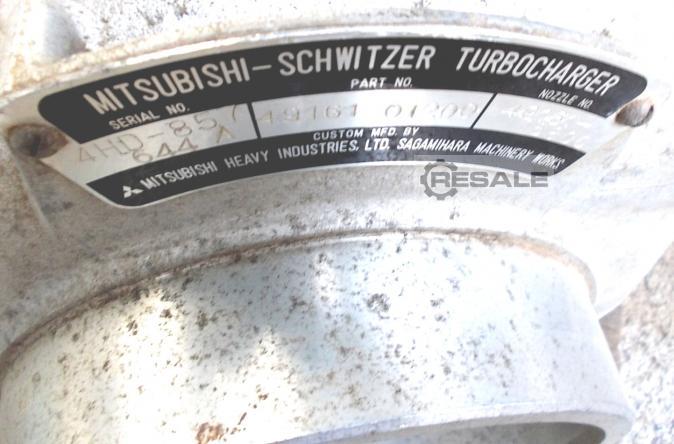 MITSUBISHI-SCHWITZER TURBOCHARGER
SERIAL NO. PART NO. NOZZLE NO.
4HD-857 49161 01200
644 A
CUSTOM MFD. BY
MITSUBISHI HEAVY INDUSTRIES, LTD. SAGAMIHARA MACHINERY WORKS
RESALE